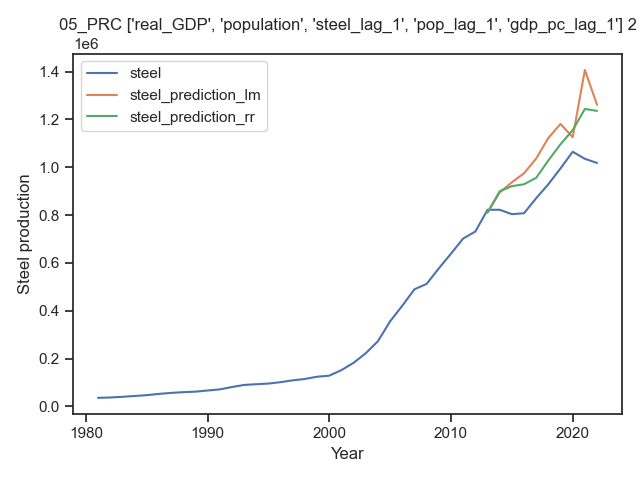 05_PRC ['real_GDP', 'population', 'steel_lag_1', 'pop_lag_1', 'gdp_pc_lag_1'] 2
1e6
steel
steel_prediction_lm
steel_prediction_rr
1.4
1.2
1.0
0.8
0.6
0.4
0.2
0.0
Steel production
1980
1990
2000
2010
2020
Year